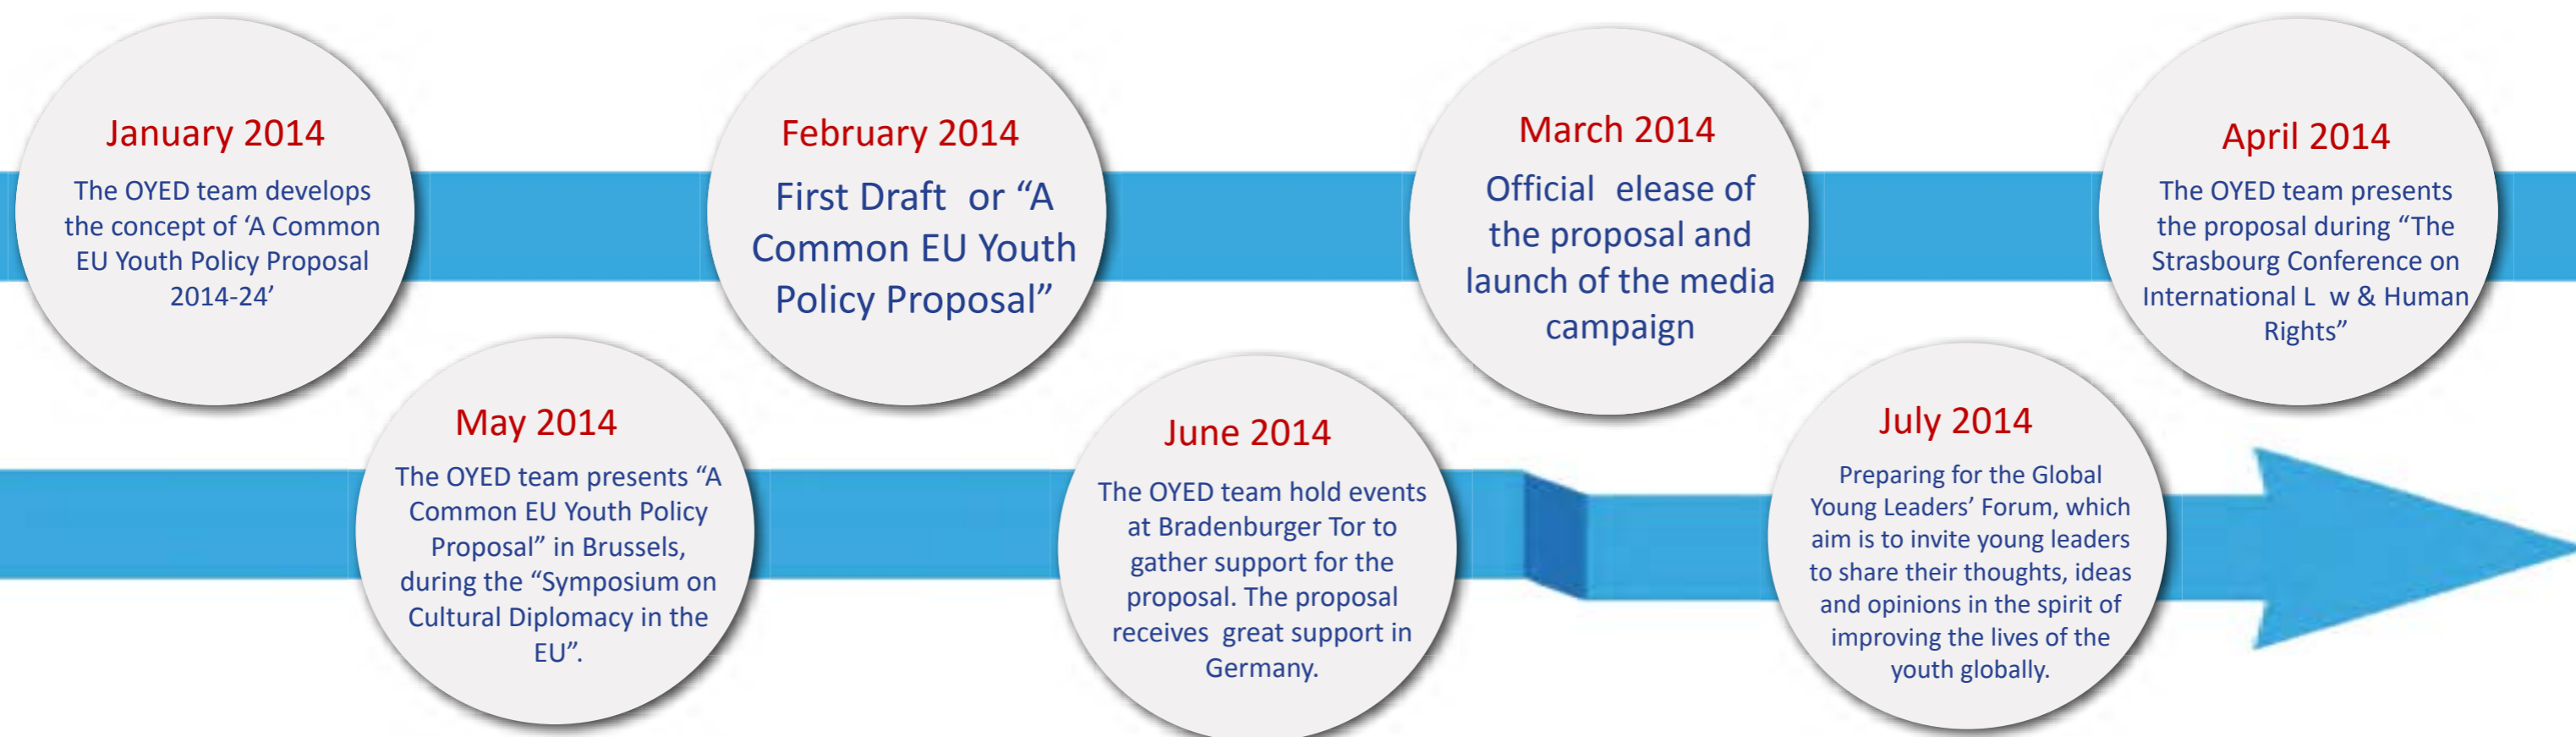 January 2014
The OYED team develops
the concept of ‘A Common
EU Youth Policy Proposal
2014-24’
February 2014
First Draft  or “A
Common EU Youth
Policy Proposal”
March 2014
Official  elease of
the proposal and
launch of the media
campaign
April 2014
The OYED team presents
the proposal during “The
Strasbourg Conference on
International L  w & Human
Rights”
May 2014
The OYED team presents “A
Common EU Youth Policy
Proposal” in Brussels,
during the “Symposium on
Cultural Diplomacy in the
EU”.
June 2014
The OYED team hold events
at Bradenburger Tor to
gather support for the
proposal. The proposal
receives  great support in
Germany.
July 2014
Preparing for the Global
Young Leaders’ Forum, which
aim is to invite young leaders
to share their thoughts, ideas
and opinions in the spirit of
improving the lives of the
youth globally.